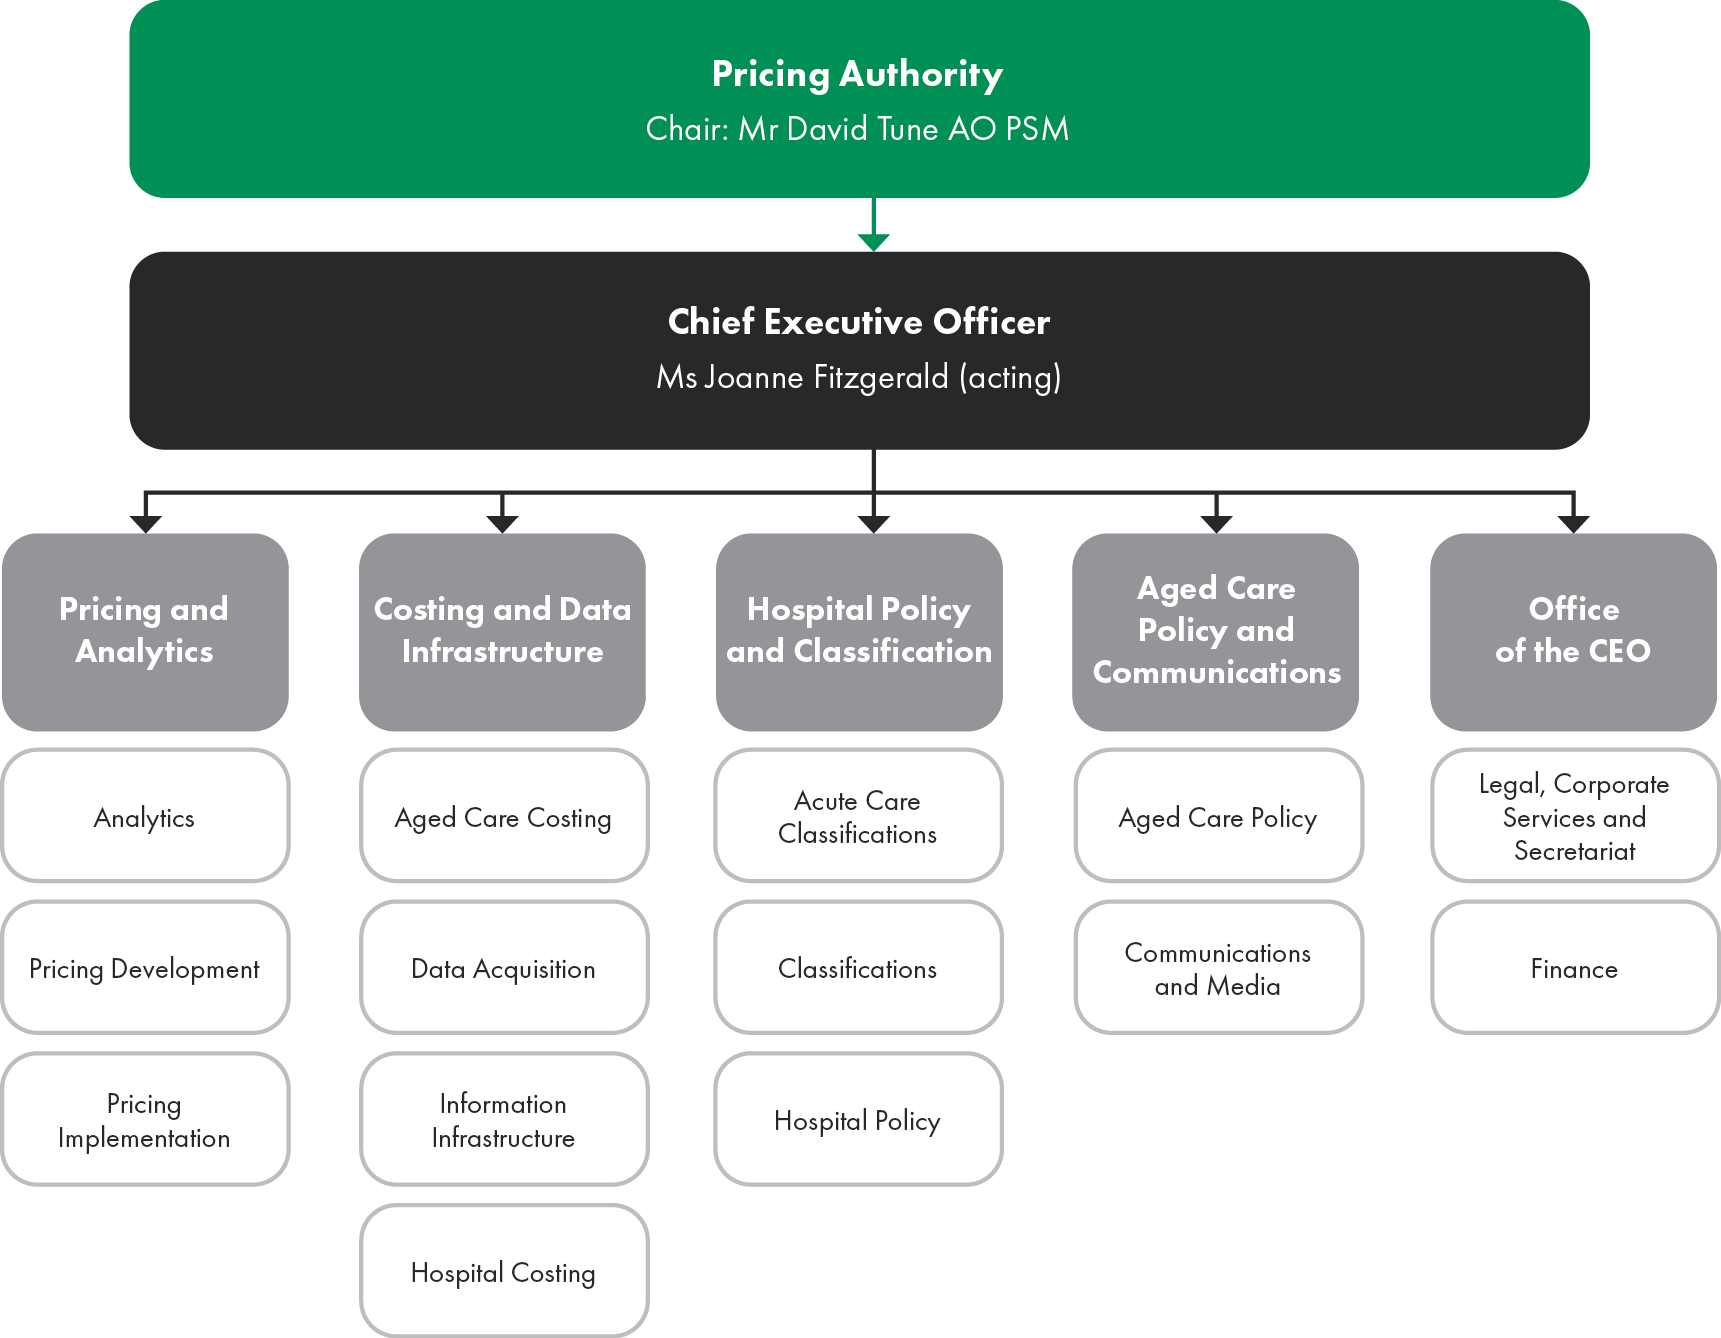 Pricing Authority
Chair: Mr David Tune AO PSM
Chief Executive Officer
Ms Joanne Fitzgerald (acting)
Pricing and
Analytics
Analytics
Pricing Development
Pricing
Implementation
Costing and Data
Infrastructure
Aged Care Costing
Data Acquisition
Information
Infrastructure
Hospital Costing
Hospital Policy
and Classification
Acute Care
Classifications
Classifications
Hospital Policy
Aged Care
Policy and
Communications
Aged Care Policy
Communications
and Media
Office
of the CEO
Legal, Corporate
Services and
Secretariat
Finance